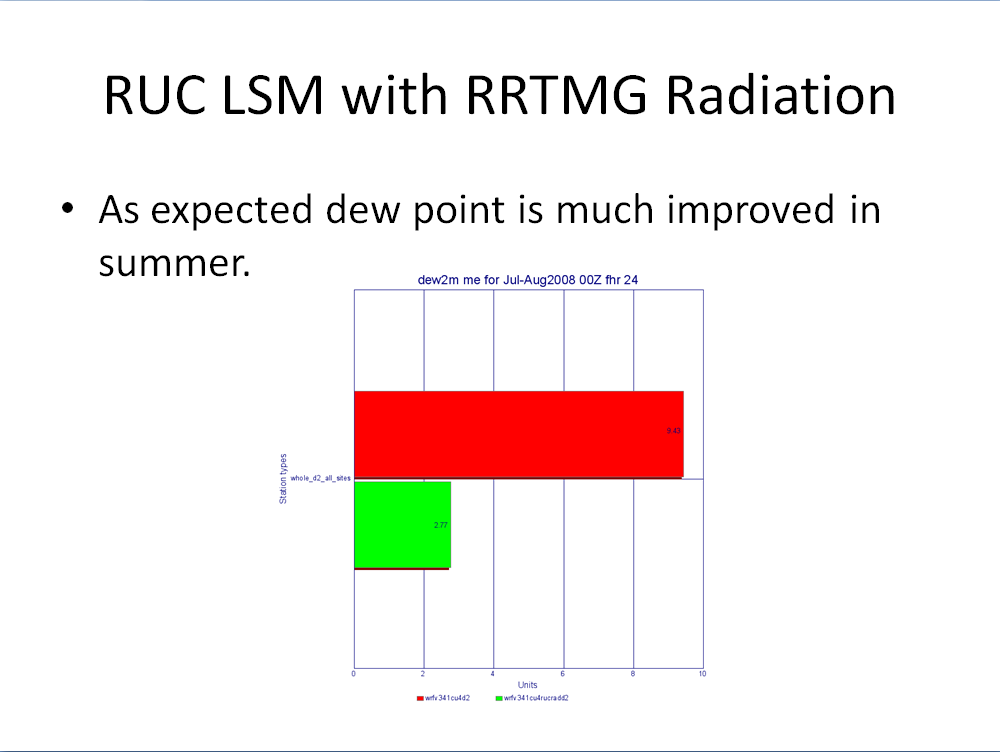 RUC LSM with RRTMG Radiation
• As expected dew point is much improved in
summer.
dew2m me for Jul-Aug2008 00Z fhr 24
9.43
Station types
whole_d2_all_sites
2.77
0 2 4 6 8 10
Units
wrfv341cu4d2 wrfv341cu4rucradd2